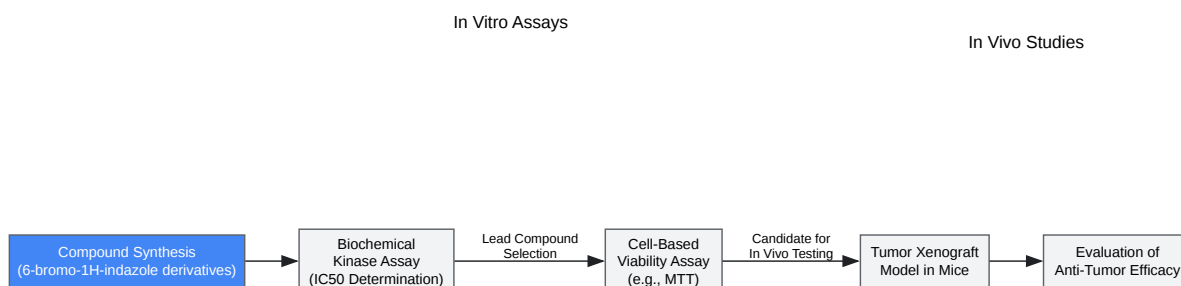 In Vitro Assays
In Vivo Studies
Compound Synthesis
(6-bromo-1H-indazole derivatives)
Biochemical
Kinase Assay
(IC50 Determination)
Lead Compound
Selection
Cell-Based
Viability Assay
(e.g., MTT)
Candidate for
In Vivo Testing
Tumor Xenograft
Model in Mice
Evaluation of
Anti-Tumor Efficacy